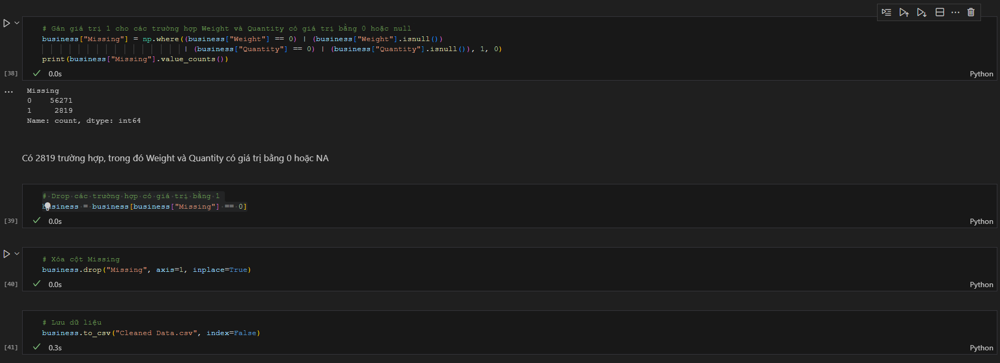 # Gán giá trị 1 cho các trường hợp Weight và Quantity có giá trị bằng 0 hoặc null
business["Missing"] = np.where((business["Weight"] == 0) | (business["Weight"].isnull())
| (business["Quantity"] == 0) | (business["Quantity"].isnull()), 1, 0)
print(business["Missing"].value_counts())
[38]
0.0s
Python
Missing
0    56271
1     2819
Name: count, dtype: int64
Có 2819 trường hợp, trong đó Weight và Quantity có giá trị bằng 0 hoặc NA
# Drop các trường hợp có giá trị bằng 1
business = business[business["Missing"] == 0]
[39]
0.0s
Python
# Xóa cột Missing
business.drop("Missing", axis=1, inplace=True)
[40]
0.0s
Python
# Lưu dữ liệu
business.to_csv("Cleaned Data.csv", index=False)
[41]
0.3s
Python